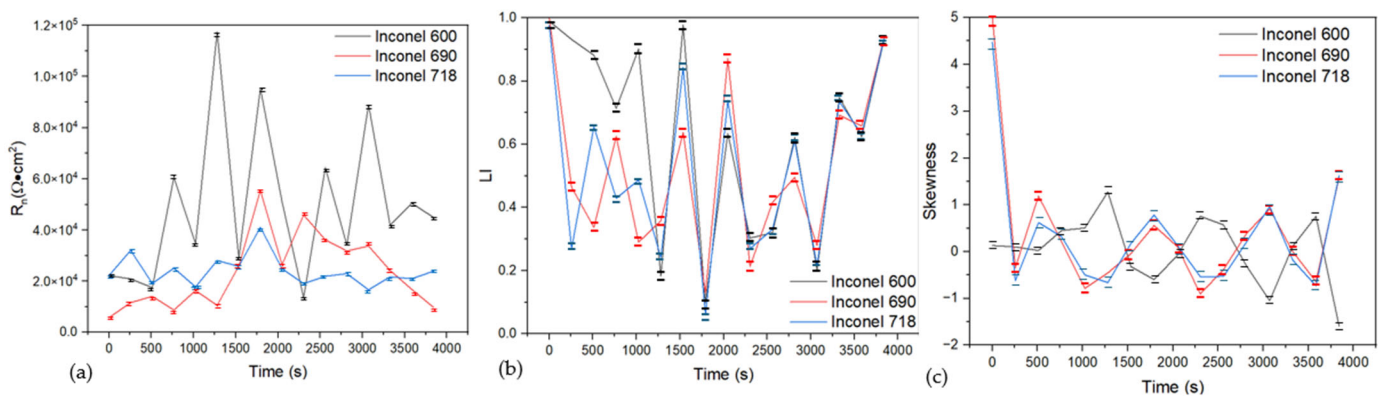 1.2×10⁵
1.0×10⁵
8.0×10⁴
6.0×10⁴
4.0×10⁴
2.0×10⁴
0.0
Rn(Ω•cm2)
Inconel 600
Inconel 690
Inconel 718
0 500 1000 1500 2000 2500 3000 3500 4000
Time (s)
(a)
1.0
0.8
0.6
0.4
0.2
0.0
LI
Inconel 600
Inconel 690
Inconel 718
0 500 1000 1500 2000 2500 3000 3500 4000
Time (s)
(b)
5
4
3
2
1
0
−1
−2
Skewness
Inconel 600
Inconel 690
Inconel 718
0 500 1000 1500 2000 2500 3000 3500 4000
Time (s)
(c)